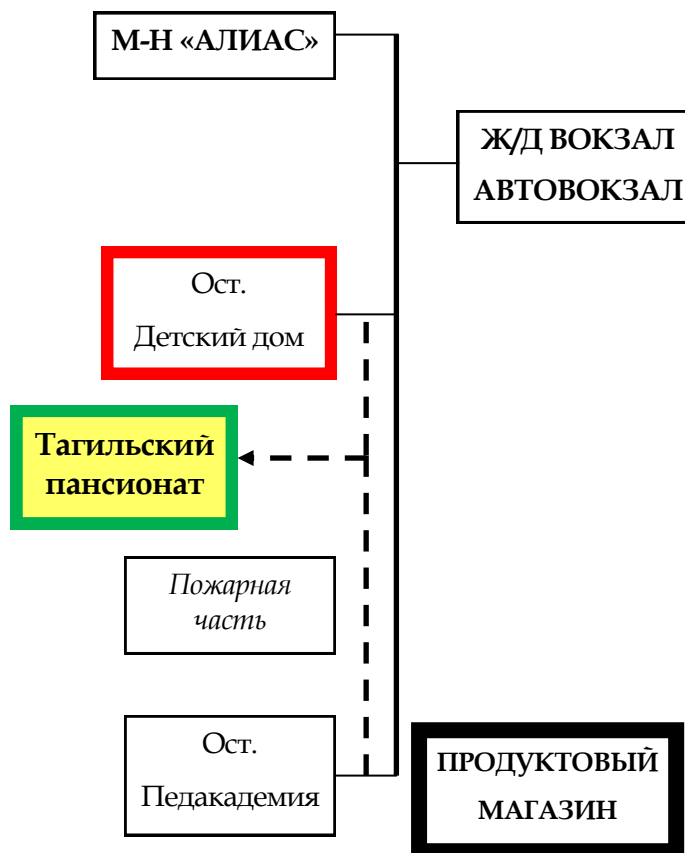 М-Н «АЛИАС»
Ж/Д ВОКЗАЛ
АВТОВОКЗАЛ
Ост.
Детский дом
Тагильский
пансионат
Пожарная
часть
Ост.
Педакадемия
ПРОДУКТОВЫЙ
МАГАЗИН